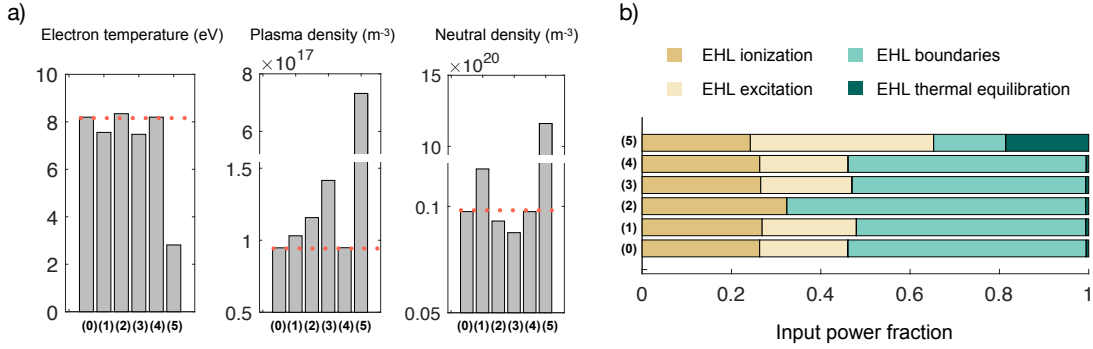 a)
Electron temperature (eV)
10
8
6
4
2
0
(0) (1) (2) (3) (4) (5)
Plasma density (m-3)
×10^17
8
7
6
1.5
1
0.5
(0) (1) (2) (3) (4) (5)
Neutral density (m-3)
×10^20
15
10
0.1
0.05
(0) (1) (2) (3) (4) (5)
b)
EHL ionization
EHL boundaries
EHL excitation
EHL thermal equilibration
(5)
(4)
(3)
(2)
(1)
(0)
0 0.2 0.4 0.6 0.8 1
Input power fraction